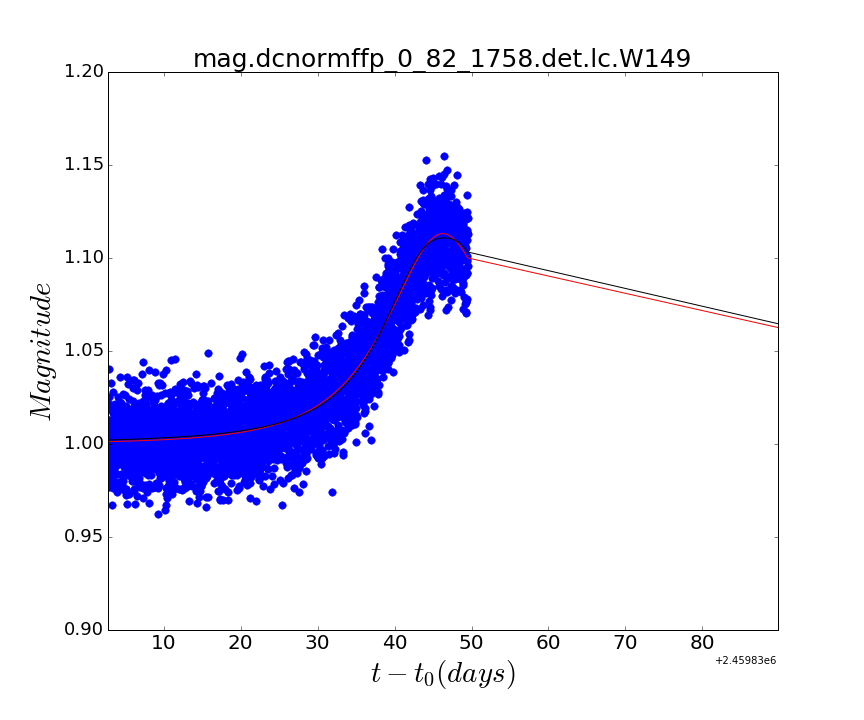 mag.dcnormffp_0_82_1758.det.lc.W149
1.20
1.15
1.10
1.05
1.00
0.95
0.90
Magnitude
10 20 30 40 50 60 70 80
+2.45983e6
t − t₀(days)